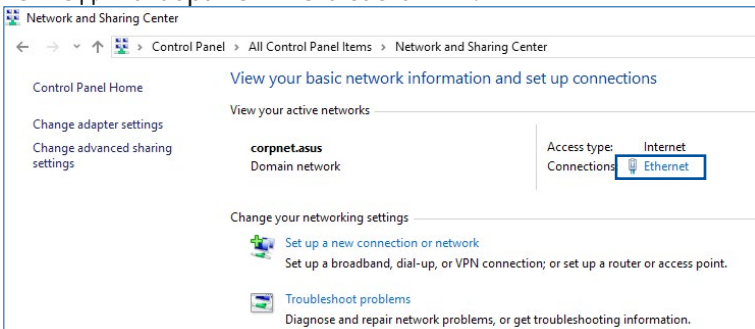 Network and Sharing Center
Control Panel > All Control Panel Items > Network and Sharing Center
Control Panel Home
Change adapter settings
Change advanced sharing
settings
View your basic network information and set up connections
View your active networks
corpnet.asus
Domain network
Access type: Internet
Connections Ethernet
Change your networking settings
Set up a new connection or network
Set up a broadband, dial-up, or VPN connection; or set up a router or access point.
Troubleshoot problems
Diagnose and repair network problems, or get troubleshooting information.